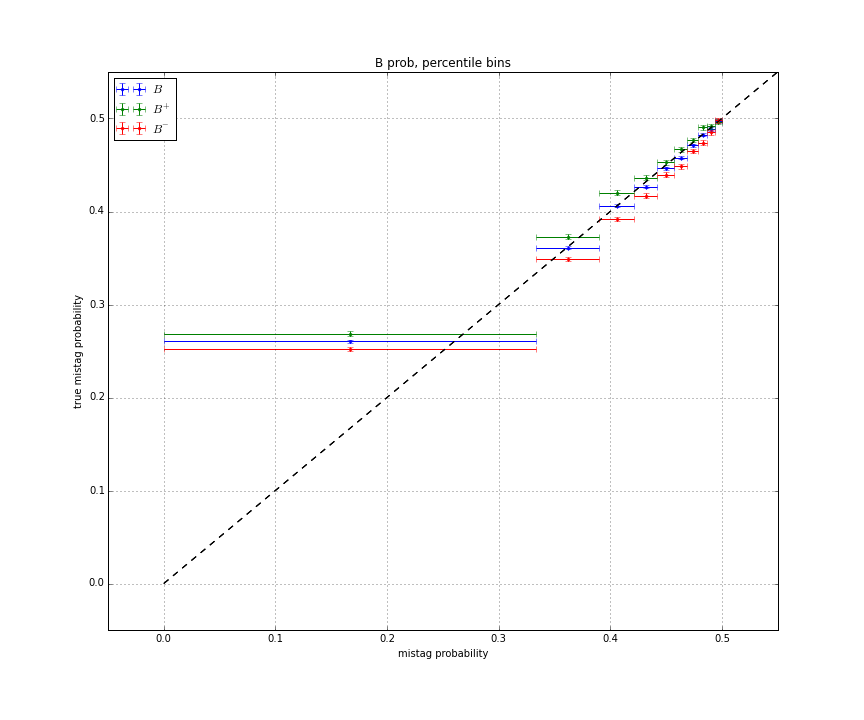 B prob, percentile bins
B
B⁺
B⁻
0.5
0.4
0.3
0.2
0.1
0.0
true mistag probability
0.0 0.1 0.2 0.3 0.4 0.5
mistag probability